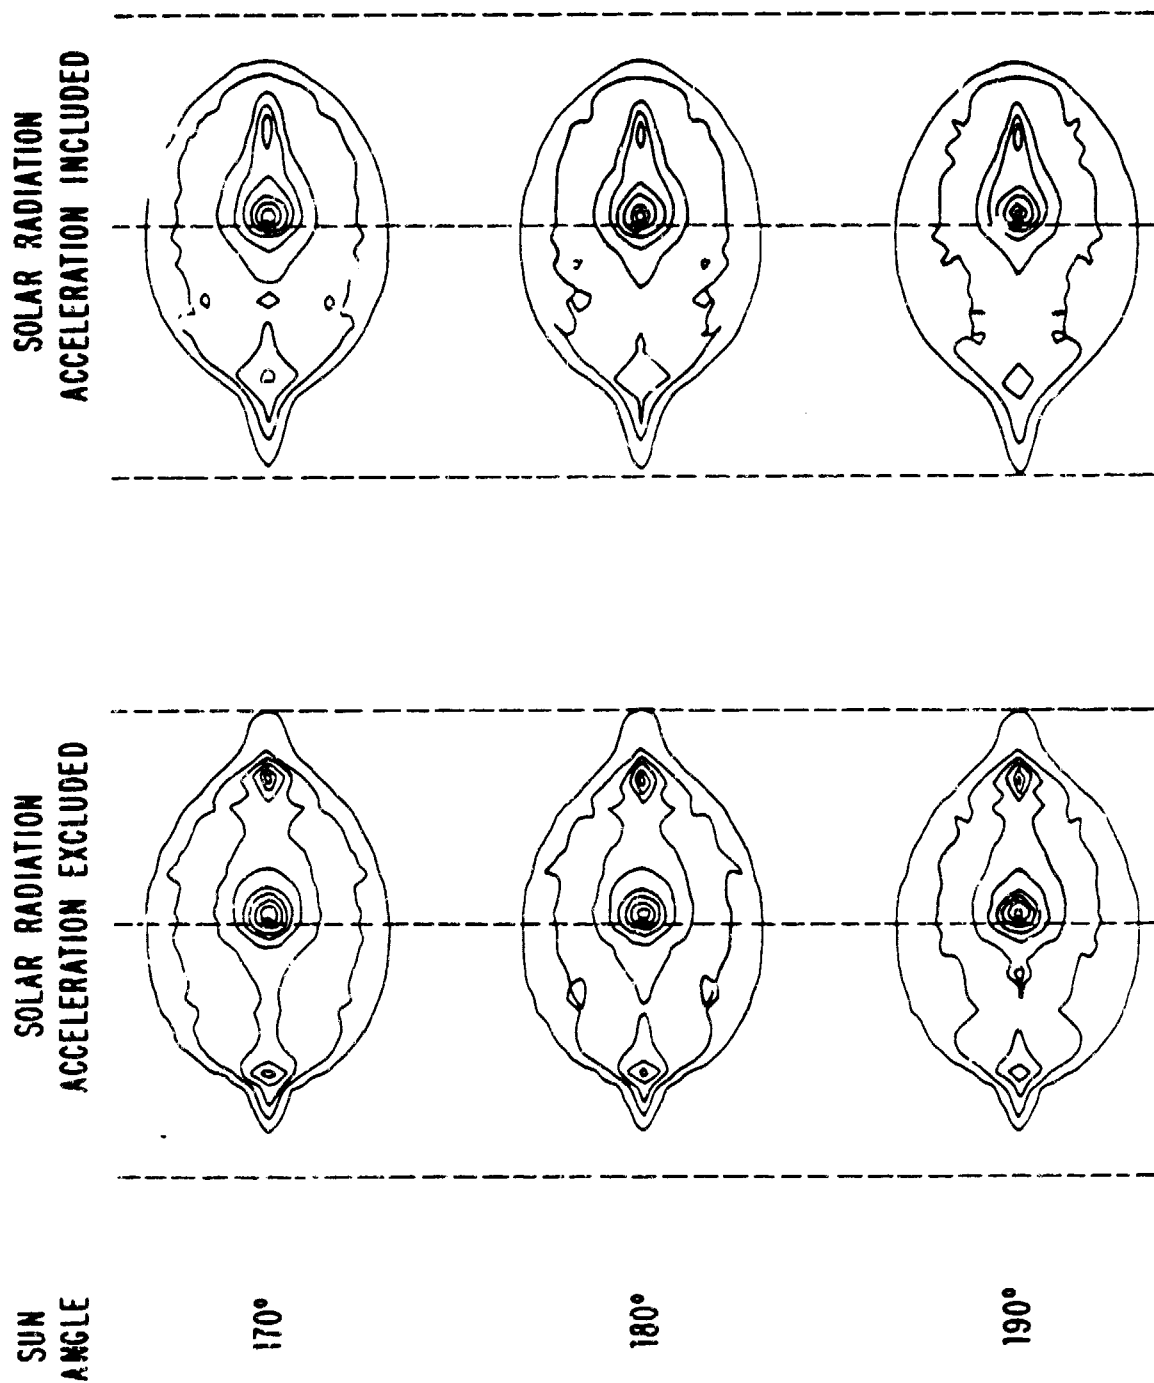 SUN
ANGLE
SOLAR RADIATION
ACCELERATION EXCLUDED
SOLAR RADIATION
ACCELERATION INCLUDED
170°
180°
190°